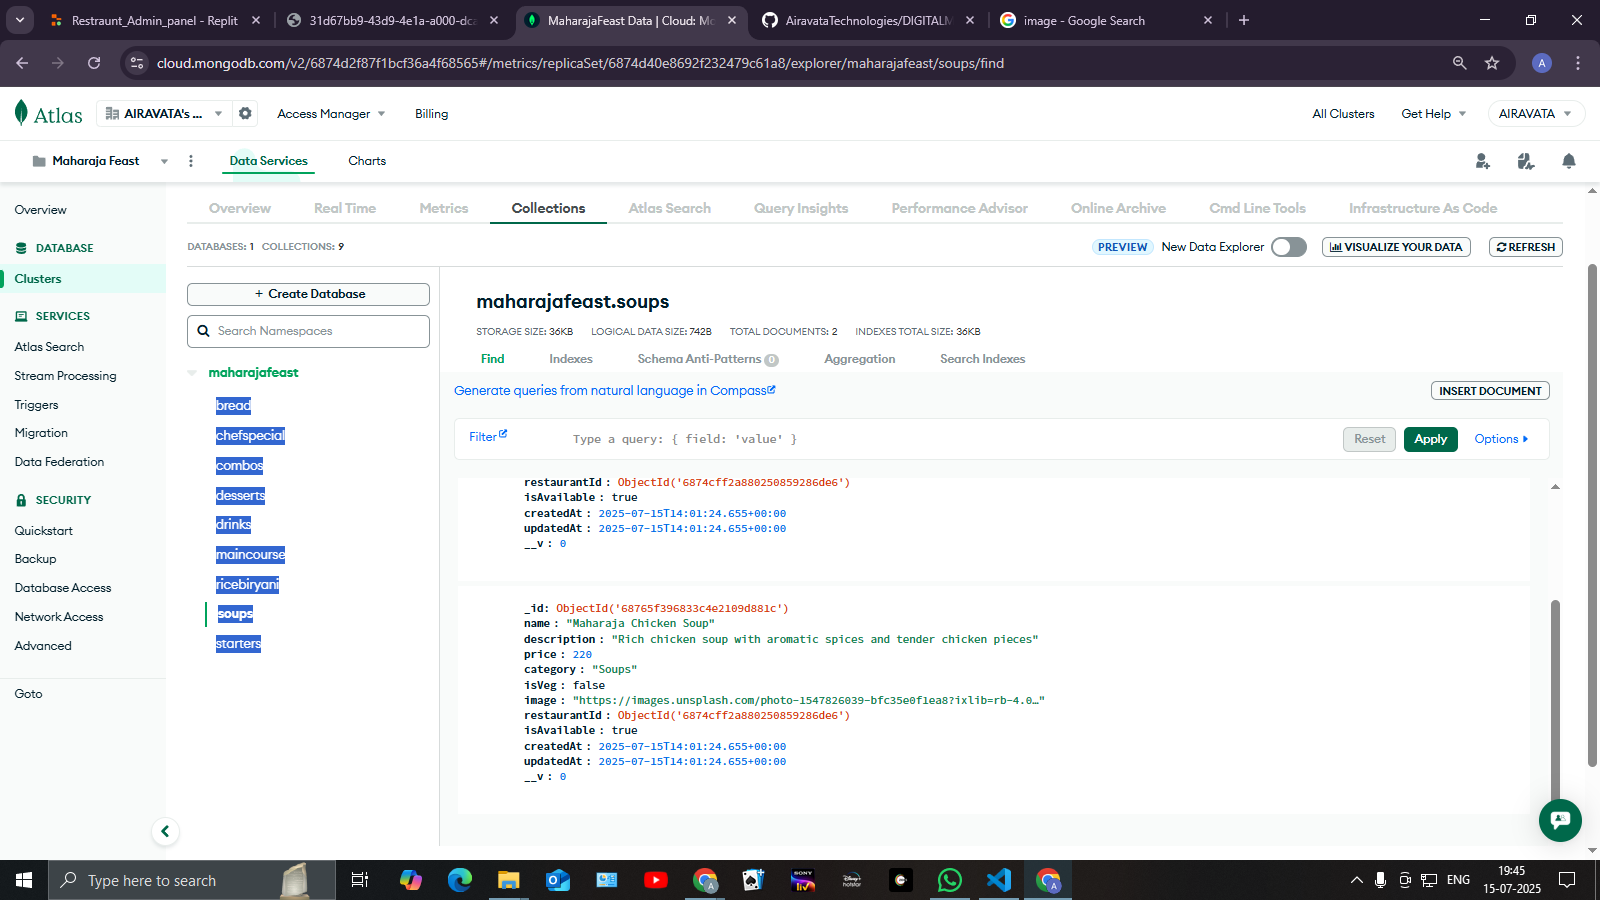 Restraunt_Admin_panel - Replit
31d67bb9-43d9-4e1a-a000-dca
MaharajaFeast Data | Cloud: Mo
AiravataTechnologies/DIGITALM
image - Google Search
cloud.mongodb.com/v2/6874d2f87f1bcf36a4f68565#/metrics/replicaSet/6874d40e8692f232479c61a8/explorer/maharajafeast/soups/find
A
Atlas
AIRAVATA's ...
Access Manager
Billing
All Clusters
Get Help
AIRAVATA
Maharaja Feast
Data Services
Charts
Overview
DATABASE
Clusters
SERVICES
Atlas Search
Stream Processing
Triggers
Migration
Data Federation
SECURITY
Quickstart
Backup
Database Access
Network Access
Advanced
Goto
Overview
Real Time
Metrics
Collections
Atlas Search
Query Insights
Performance Advisor
Online Archive
Cmd Line Tools
Infrastructure As Code
DATABASES: 1 COLLECTIONS: 9
PREVIEW New Data Explorer
VISUALIZE YOUR DATA
REFRESH
+ Create Database
Search Namespaces
maharajafeast
bread
chefspecial
combos
desserts
drinks
maincourse
ricebiryani
soups
starters
maharajafeast.soups
STORAGE SIZE: 36KB LOGICAL DATA SIZE: 742B TOTAL DOCUMENTS: 2 INDEXES TOTAL SIZE: 36KB
Find
Indexes
Schema Anti-Patterns 0
Aggregation
Search Indexes
Generate queries from natural language in Compass
INSERT DOCUMENT
Filter
Type a query: { field: 'value' }
Reset
Apply
Options
restaurantId : ObjectId('6874cff2a880250859286de6')
isAvailable : true
createdAt : 2025-07-15T14:01:24.655+00:00
updatedAt : 2025-07-15T14:01:24.655+00:00
__v : 0
_id: ObjectId('68765f396833c4e2109d881c')
name : "Maharaja Chicken Soup"
description : "Rich chicken soup with aromatic spices and tender chicken pieces"
price : 220
category : "Soups"
isVeg : false
image : "https://images.unsplash.com/photo-1547826039-bfc35e0f1ea8?ixlib=rb-4.0…"
restaurantId : ObjectId('6874cff2a880250859286de6')
isAvailable : true
createdAt : 2025-07-15T14:01:24.655+00:00
updatedAt : 2025-07-15T14:01:24.655+00:00
__v : 0
Type here to search
SONY
liv
hotstar
ENG
19:45
15-07-2025